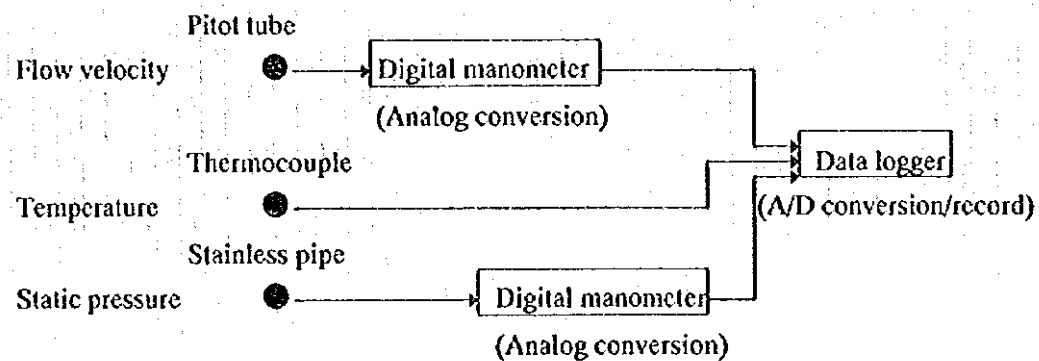 Pitot tube
Flow velocity
Digital manometer
(Analog conversion)
Thermocouple
Data logger
Temperature
(A/D conversion/record)
Stainless pipe
Static pressure
Digital manometer
(Analog conversion)